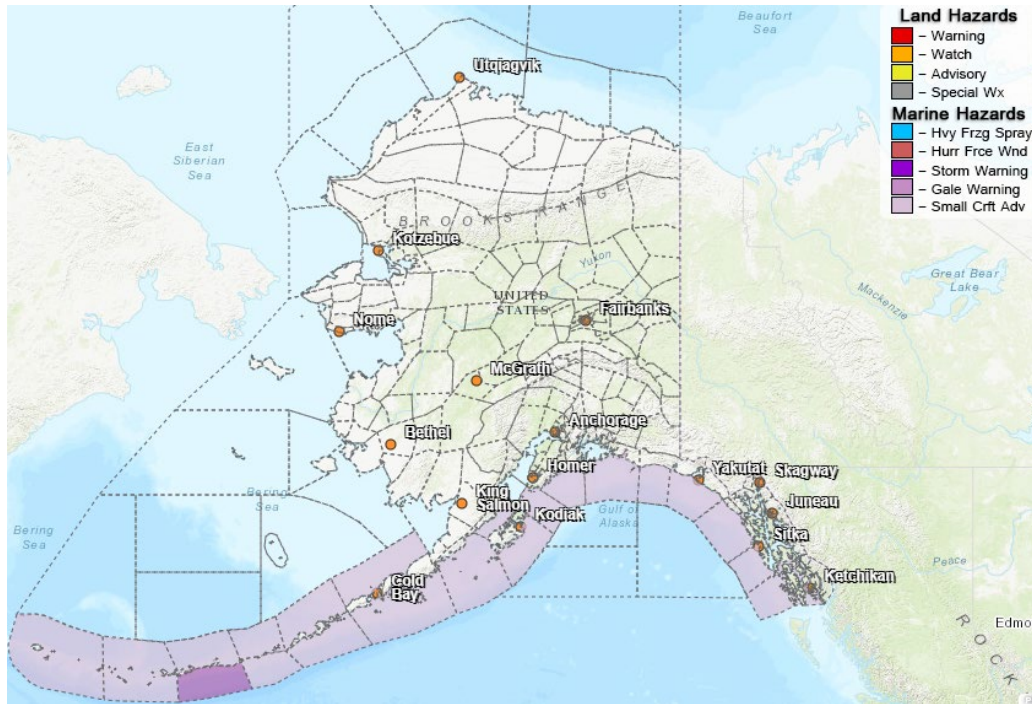 Beaufort
Sea
Land Hazards
– Warning
– Watch
– Advisory
– Special Wx
Marine Hazards
– Hvy Frzg Spray
– Hurr Frce Wnd
– Storm Warning
– Gale Warning
– Small Crft Adv
Utqiagvik
East
Siberian
Sea
BROOKS RANGE
Kotzebue
Yukon
Great Bear
Lake
Mackenzie
UNITED
STATES
Fairbanks
Nome
McGrath
Anchorage
Bethel
Homer
Yakutat
Skagway
King
Salmon
Bering
Sea
Kodiak
Gulf of
Alaska
Juneau
Sitka
Bering
Sea
Peace
Cold
Bay
Ketchikan
Edmo
ROCK